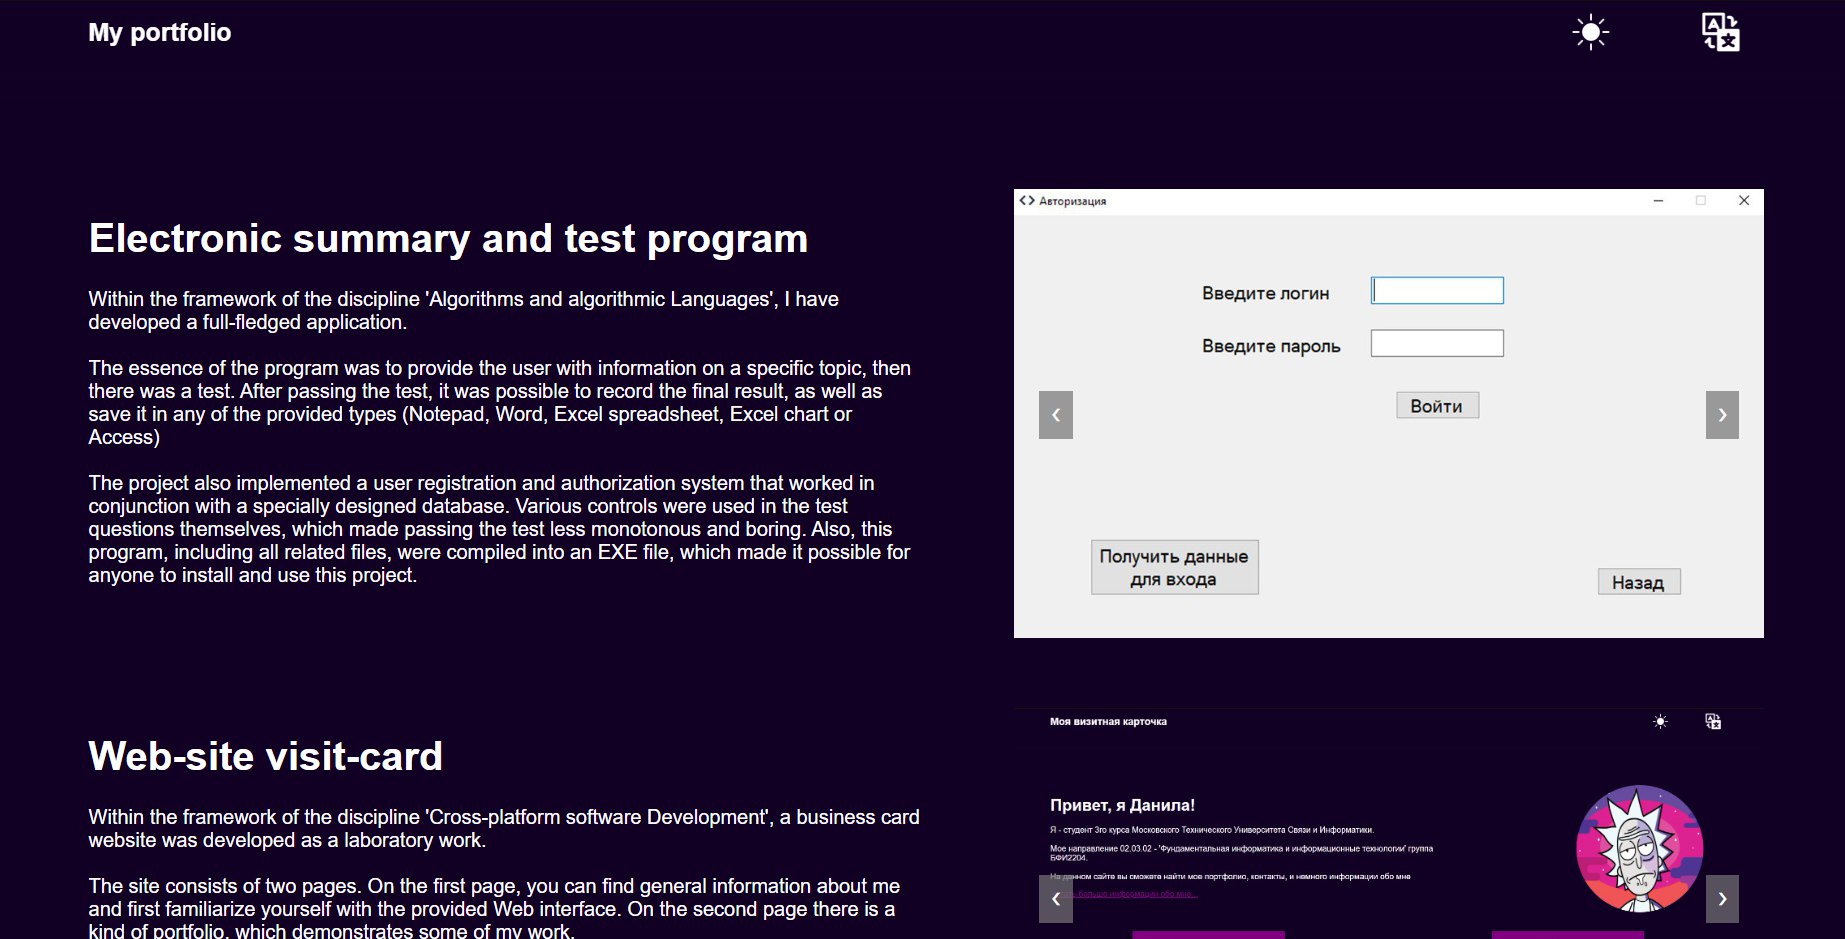 My portfolio
Electronic summary and test program
Within the framework of the discipline 'Algorithms and algorithmic Languages', I have
developed a full-fledged application.
The essence of the program was to provide the user with information on a specific topic, then
there was a test. After passing the test, it was possible to record the final result, as well as
save it in any of the provided types (Notepad, Word, Excel spreadsheet, Excel chart or
Access)
The project also implemented a user registration and authorization system that worked in
conjunction with a specially designed database. Various controls were used in the test
questions themselves, which made passing the test less monotonous and boring. Also, this
program, including all related files, were compiled into an EXE file, which made it possible for
anyone to install and use this project.
Авторизация
Введите логин
Введите пароль
Войти
Получить данные
для входа
Назад
Web-site visit-card
Within the framework of the discipline 'Cross-platform software Development', a business card
website was developed as a laboratory work.
The site consists of two pages. On the first page, you can find general information about me
and first familiarize yourself with the provided Web interface. On the second page there is a
kind of portfolio, which demonstrates some of my work.
Моя визитная карточка
Привет, я Данила!
Я - студент 3го курса Московского Технического Университета Связи и Информатики.
Мое направление 02.03.02 - 'Фундаментальная информатика и информационные технологии' группа
БФИ2204.
На данном сайте вы сможете найти мое портфолио, контакты, и немного информации обо мне
больше информации обо мне...